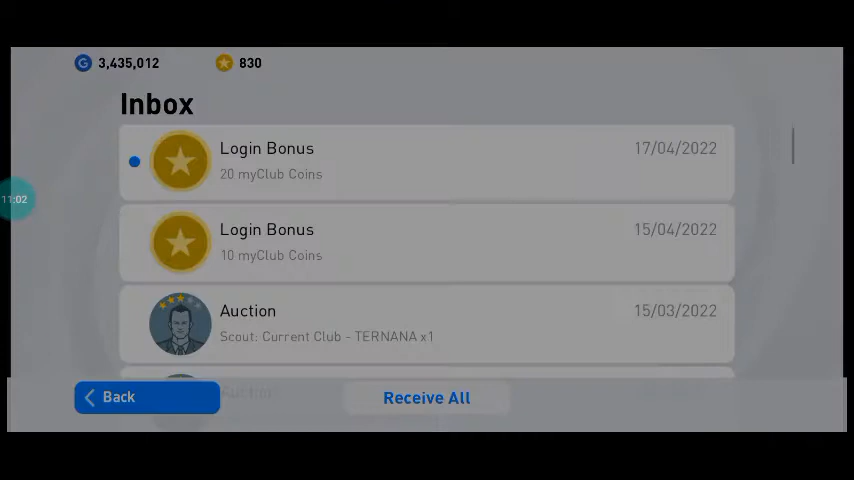 3,435,012 830
Inbox
Login Bonus 17/04/2022
20 myClub Coins
11:02
Login Bonus 15/04/2022
10 myClub Coins
Auction 15/03/2022
Scout: Current Club - TERNANA x1
Auction
Back Receive All